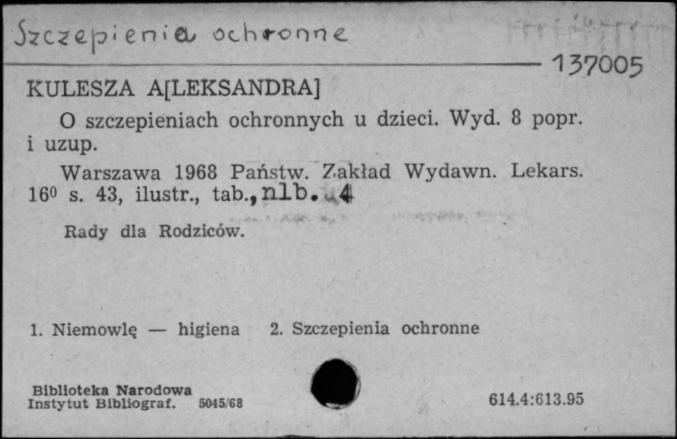 Szczepienia ochronne
137005
KULESZA A[LEKSANDRA]
O szczepieniach ochronnych u dzieci. Wyd. 8 popr.
i uzup.
Warszawa 1968 Państw. Zakład Wydawn. Lekars.
16⁰ s. 43, ilustr., tab., nlb. 4
Rady dla Rodziców.
1. Niemowlę — higiena 2. Szczepienia ochronne
Biblioteka Narodowa
Instytut Bibliograf. 5045/68
614.4:613.95